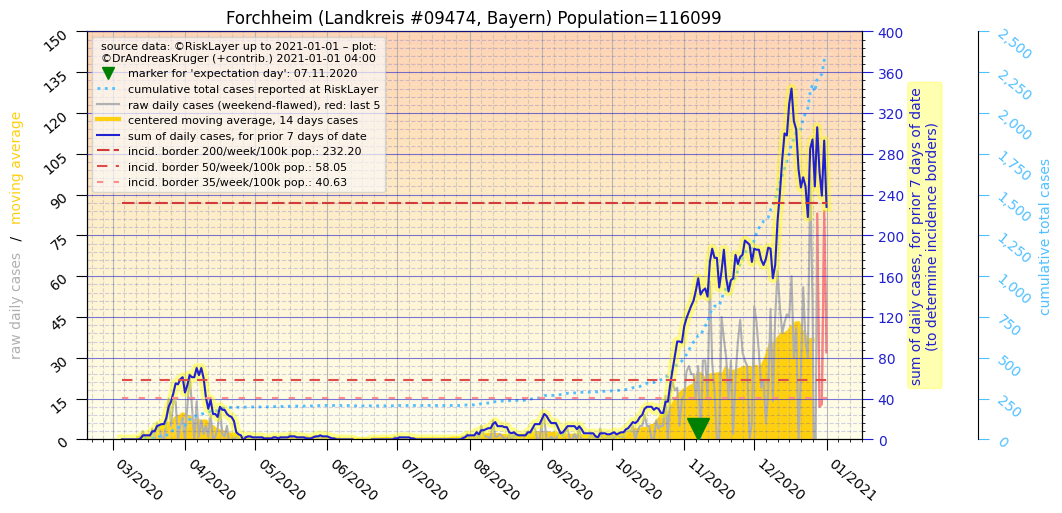 Forchheim (Landkreis #09474, Bayern) Population=116099
source data: ©RiskLayer up to 2021-01-01 – plot:
©DrAndreasKruger (+contrib.) 2021-01-01 04:00
marker for 'expectation day': 07.11.2020
cumulative total cases reported at RiskLayer
raw daily cases (weekend-flawed), red: last 5
centered moving average, 14 days cases
sum of daily cases, for prior 7 days of date
incid. border 200/week/100k pop.: 232.20
incid. border 50/week/100k pop.: 58.05
incid. border 35/week/100k pop.: 40.63
raw daily cases / moving average
150
135
120
105
90
75
60
45
30
15
0
400
360
320
280
240
200
160
120
80
40
0
sum of daily cases, for prior 7 days of date
(to determine incidence borders)
2,500
2,250
2,000
1,750
1,500
1,250
1,000
750
500
250
0
cumulative total cases
03/2020
04/2020
05/2020
06/2020
07/2020
08/2020
09/2020
10/2020
11/2020
12/2020
01/2021